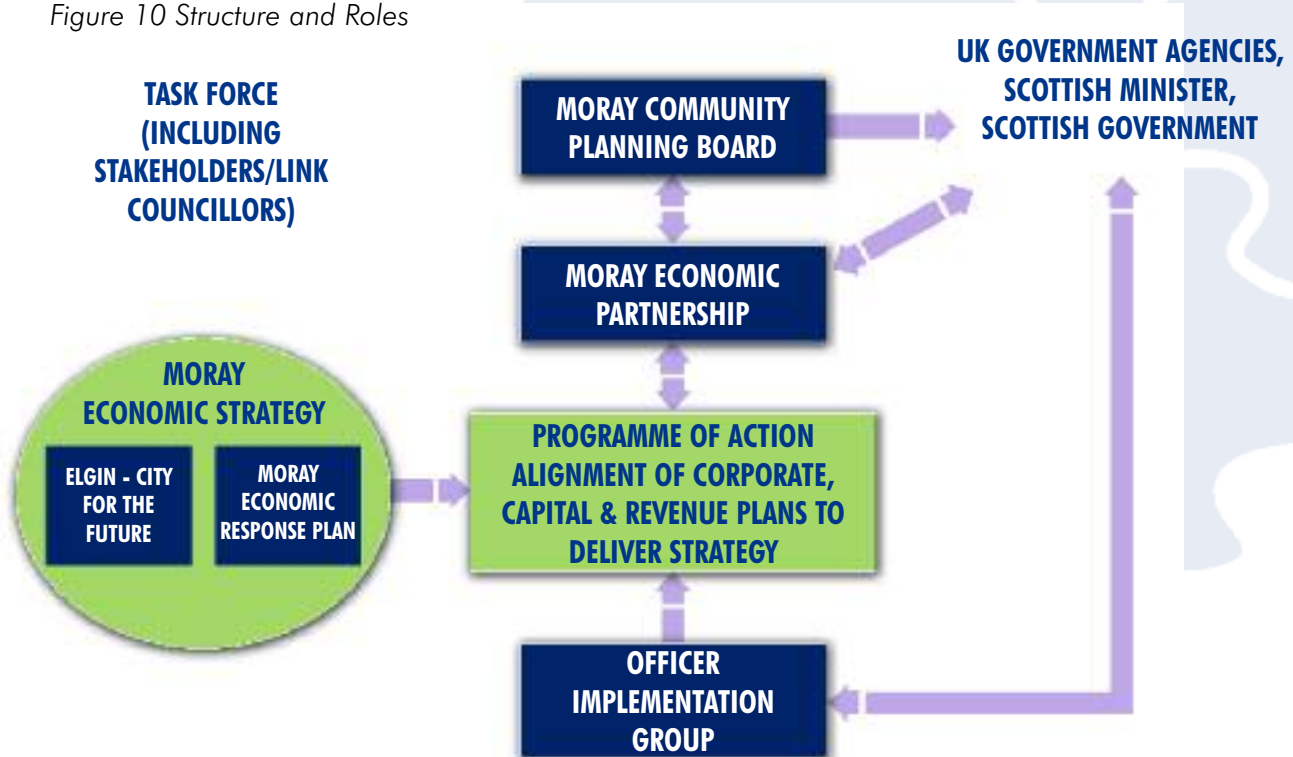 Figure 10 Structure and Roles
TASK FORCE
(INCLUDING
STAKEHOLDERS/LINK
COUNCILLORS)
MORAY COMMUNITY
PLANNING BOARD
UK GOVERNMENT AGENCIES,
SCOTTISH MINISTER,
SCOTTISH GOVERNMENT
MORAY ECONOMIC
PARTNERSHIP
MORAY
ECONOMIC STRATEGY
ELGIN - CITY
FOR THE
FUTURE
MORAY
ECONOMIC
RESPONSE PLAN
PROGRAMME OF ACTION
ALIGNMENT OF CORPORATE,
CAPITAL & REVENUE PLANS TO
DELIVER STRATEGY
OFFICER
IMPLEMENTATION
GROUP